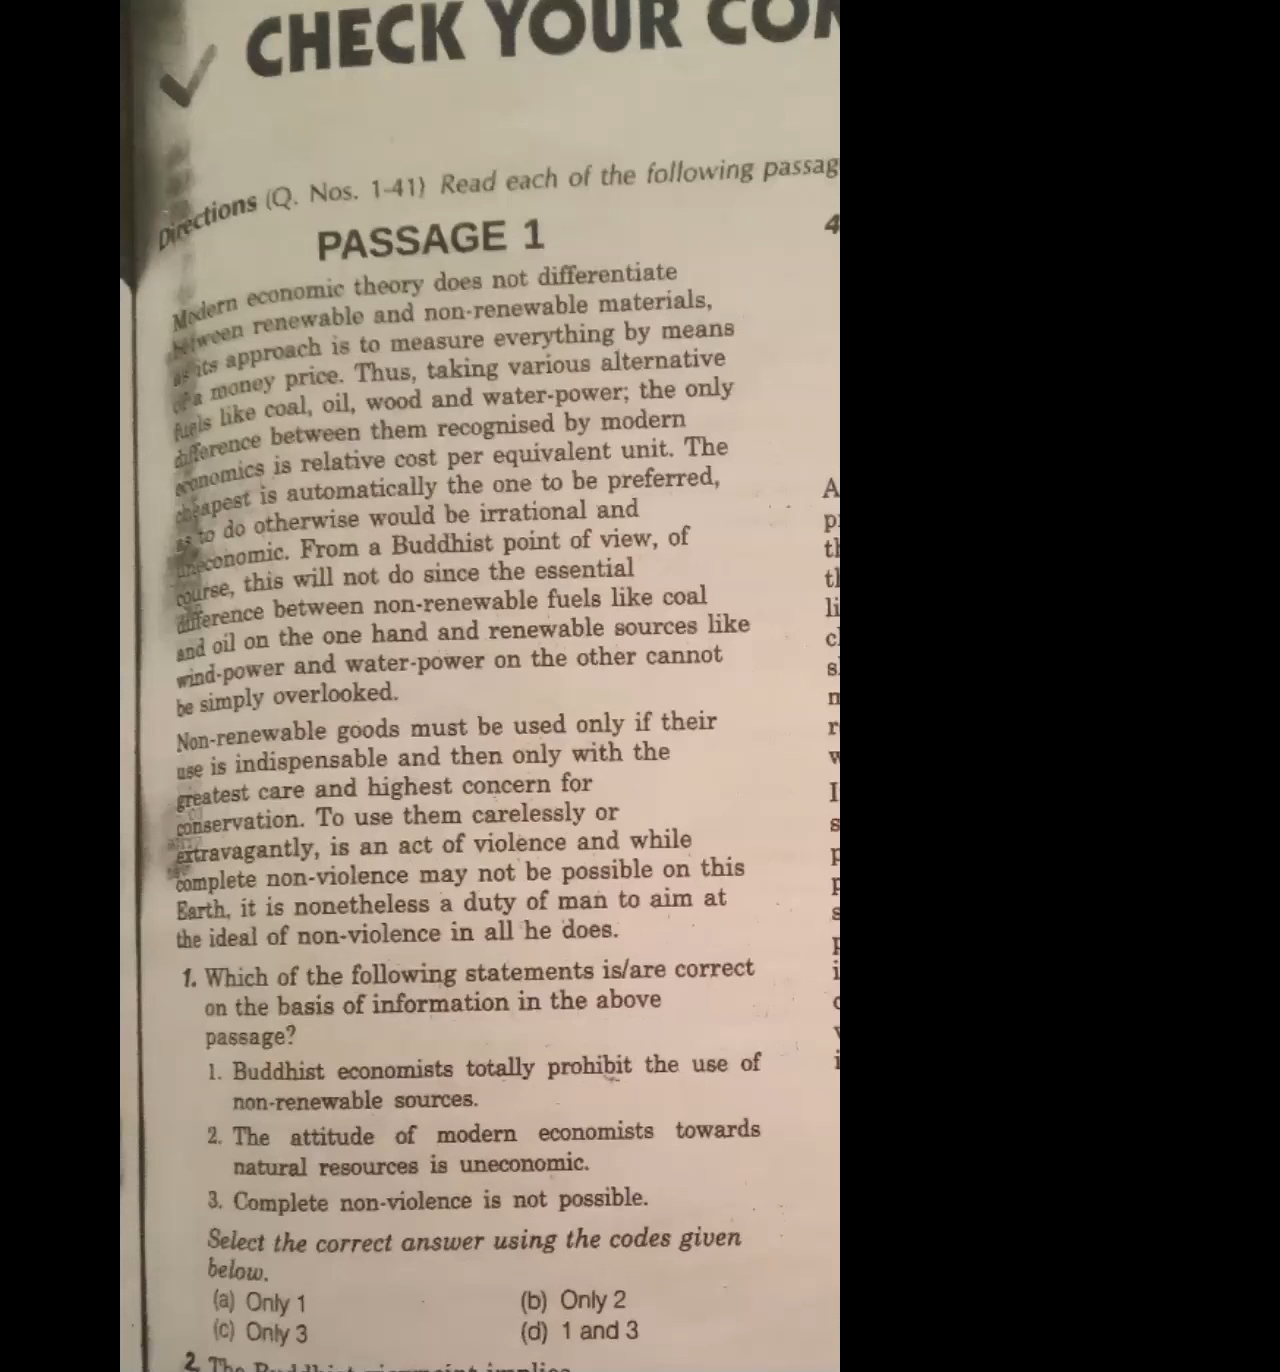 CHECK YOUR COM
Directions (Q. Nos. 1-41) Read each of the following passag
PASSAGE 1
Modern economic theory does not differentiate
between renewable and non-renewable materials,
as its approach is to measure everything by means
of a money price. Thus, taking various alternative
fuels like coal, oil, wood and water-power; the only
difference between them recognised by modern
economics is relative cost per equivalent unit. The
cheapest is automatically the one to be preferred,
as to do otherwise would be irrational and
uneconomic. From a Buddhist point of view, of
course, this will not do since the essential
difference between non-renewable fuels like coal
and oil on the one hand and renewable sources like
wind-power and water-power on the other cannot
be simply overlooked.
Non-renewable goods must be used only if their
use is indispensable and then only with the
greatest care and highest concern for
conservation. To use them carelessly or
extravagantly, is an act of violence and while
complete non-violence may not be possible on this
Earth, it is nonetheless a duty of man to aim at
the ideal of non-violence in all he does.
1. Which of the following statements is/are correct
on the basis of information in the above
passage?
1. Buddhist economists totally prohibit the use of
non-renewable sources.
2. The attitude of modern economists towards
natural resources is uneconomic.
3. Complete non-violence is not possible.
Select the correct answer using the codes given
below.
(a) Only 1 (b) Only 2
(c) Only 3 (d) 1 and 3
2. The Buddhist viewpoint implies
4
A